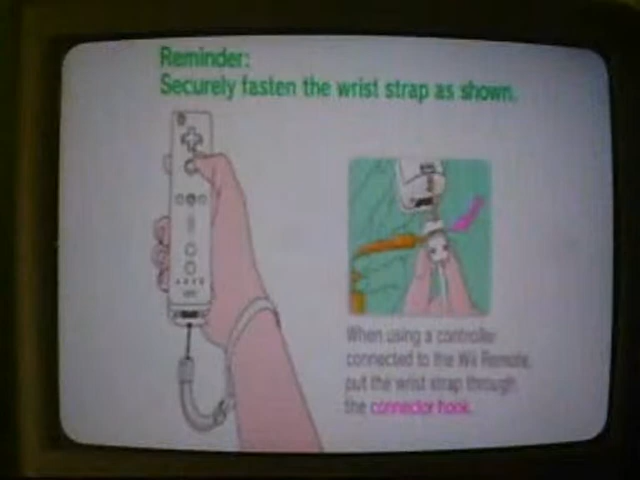 Reminder:
Securely fasten the wrist strap as shown.
When using a controller
connected to the Wii Remote,
put the wrist strap through
the connector hook.